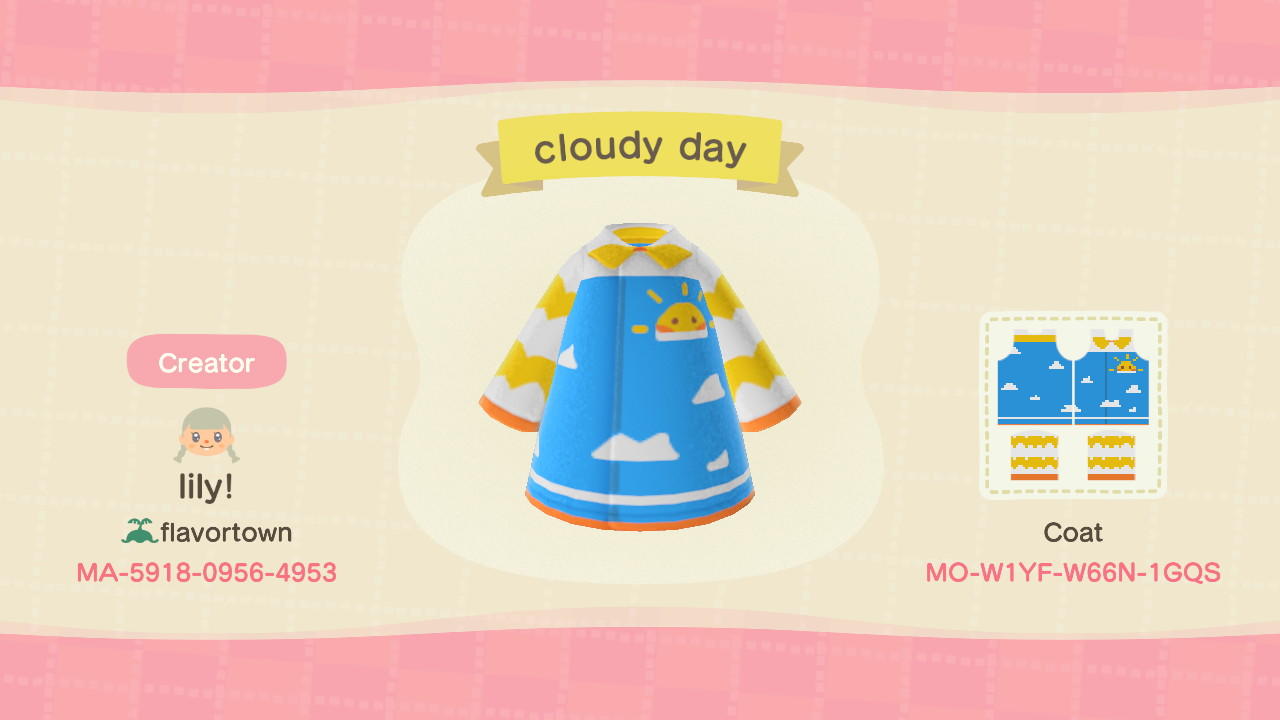 cloudy day
Creator
lily!
flavortown
MA-5918-0956-4953
Coat
MO-W1YF-W66N-1GQS